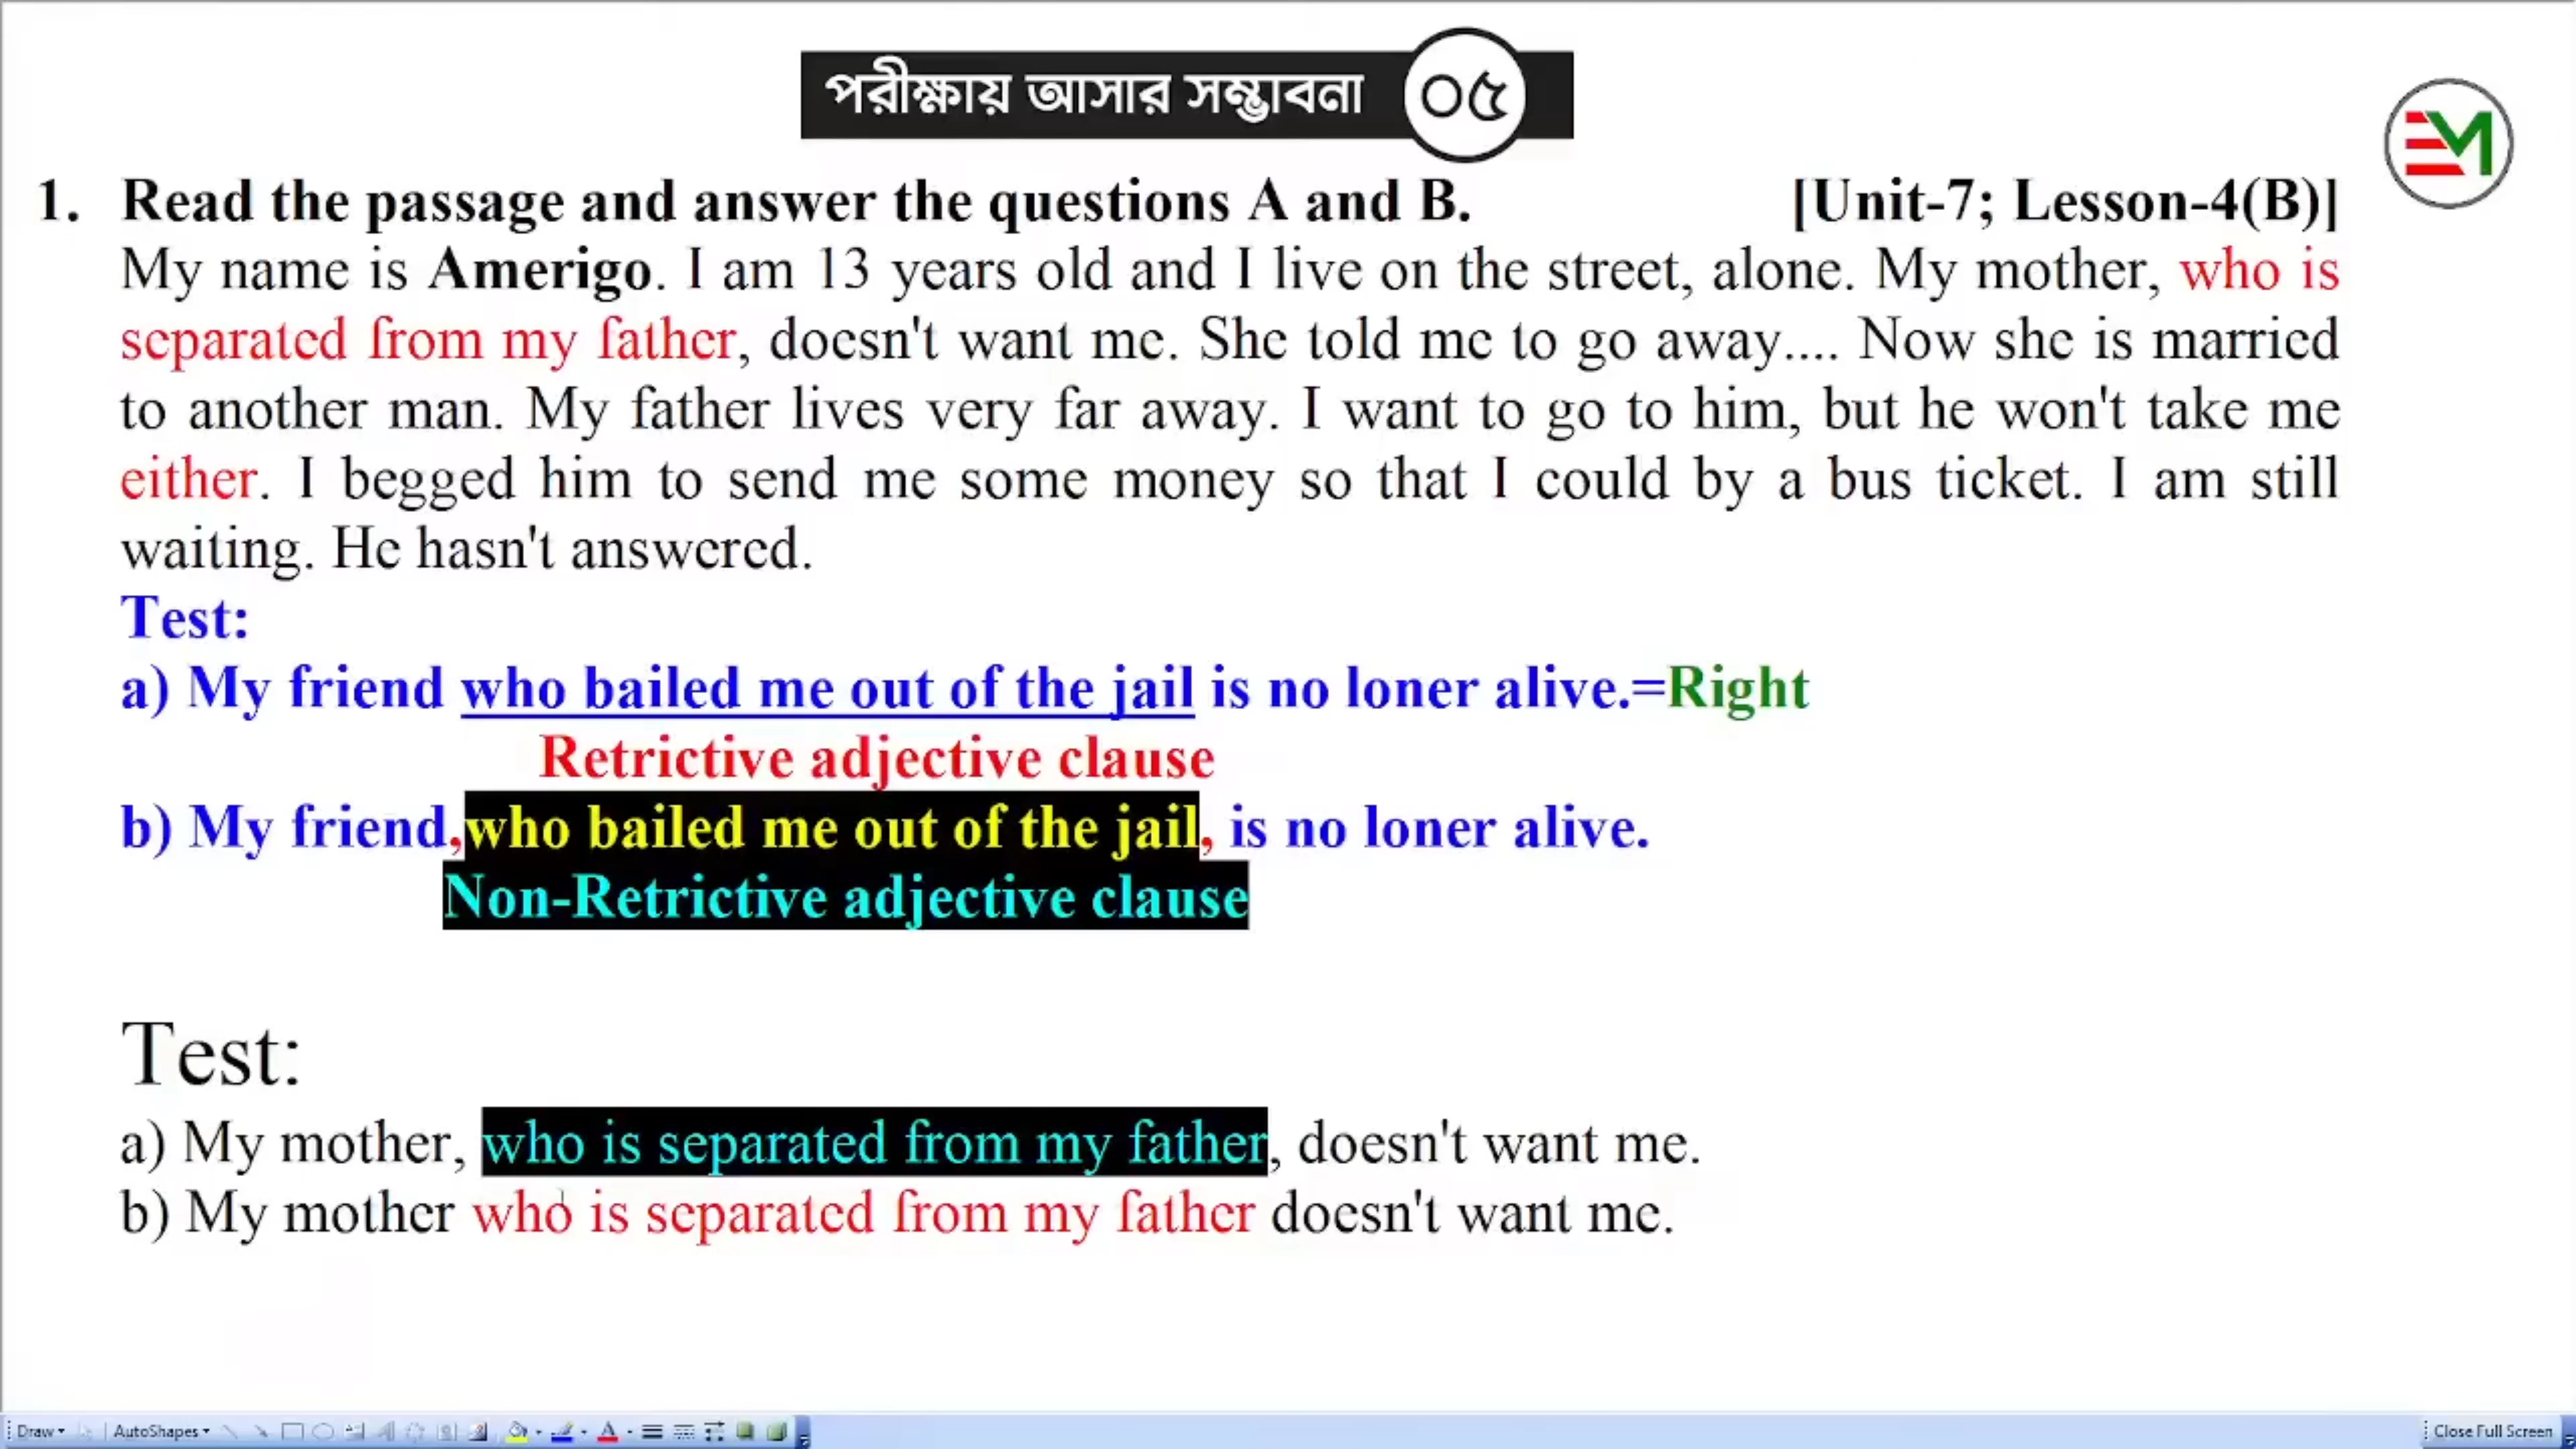 পরীক্ষায় আসার সম্ভাবনা ০৫
EM
1. Read the passage and answer the questions A and B. [Unit-7; Lesson-4(B)]
My name is Amerigo. I am 13 years old and I live on the street, alone. My mother, who is
separated from my father, doesn't want me. She told me to go away.... Now she is married
to another man. My father lives very far away. I want to go to him, but he won't take me
either. I begged him to send me some money so that I could by a bus ticket. I am still
waiting. He hasn't answered.
Test:
a) My friend who bailed me out of the jail is no loner alive.=Right
Retrictive adjective clause
b) My friend,who bailed me out of the jail, is no loner alive.
Non-Retrictive adjective clause
Test:
a) My mother, who is separated from my father, doesn't want me.
b) My mother who is separated from my father doesn't want me.
Draw AutoShapes Close Full Screen